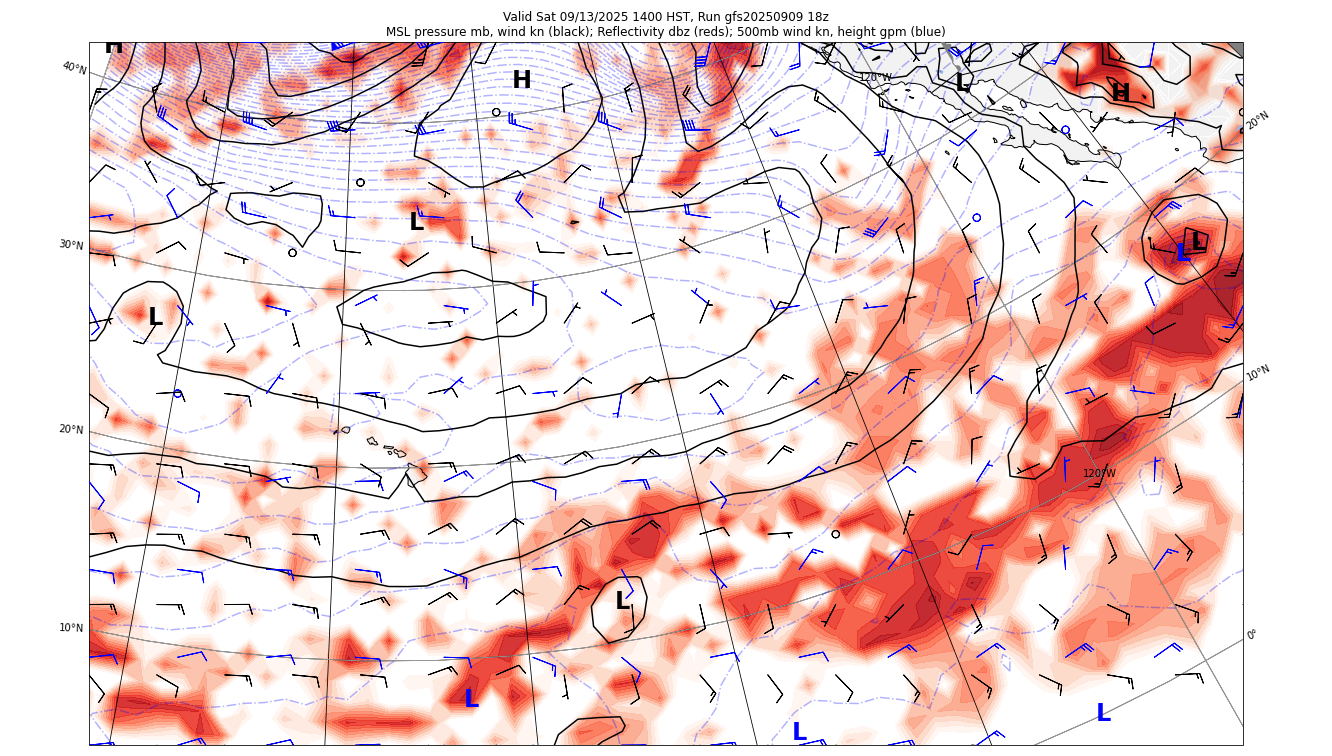 Valid Sat 09/13/2025 1400 HST, Run gfs20250909 18z
MSL pressure mb, wind kn (black); Reflectivity dbz (reds); 500mb wind kn, height gpm (blue)
H
40°N
H
120°W
L
H
20°N
L
30°N
L
L
L
10°N
20°N
120°W
L
10°N
0°
L
L
L